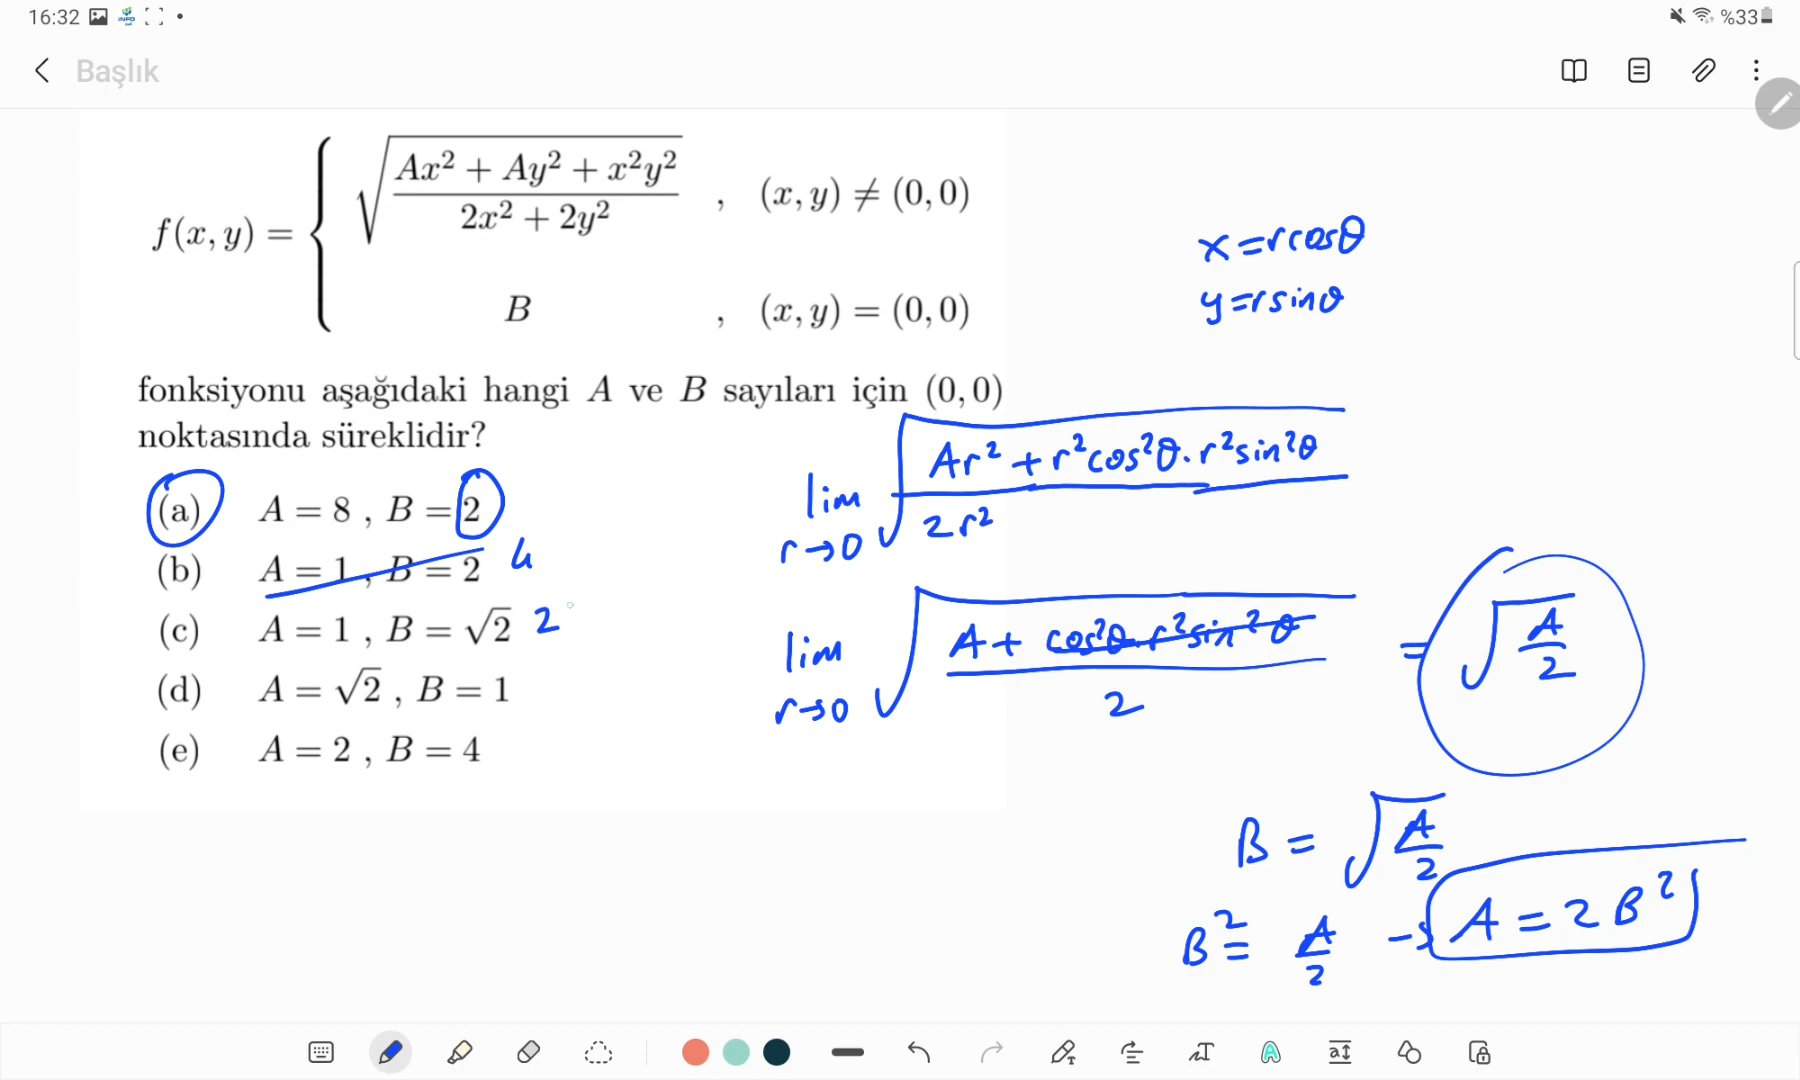 16:32 %33
Başlık
f(x, y) = { √((Ax² + Ay² + x²y²)/(2x² + 2y²)) , (x, y) ≠ (0, 0)
B , (x, y) = (0, 0)
fonksiyonu aşağıdaki hangi A ve B sayıları için (0, 0)
noktasında süreklidir?
(a) A = 8 , B = 2
(b) A = 1 , B = 2 4
(c) A = 1 , B = √2 2
(d) A = √2 , B = 1
(e) A = 2 , B = 4
x = rcosθ
y = rsinθ
lim r→0 √((Ar² + r²cos²θ.r²sin²θ)/(2r²))
lim r→0 √((A + cos²θ.r²sin²θ)/2) = √(A/2)
B = √(A/2)
B² = A/2 → A = 2B²